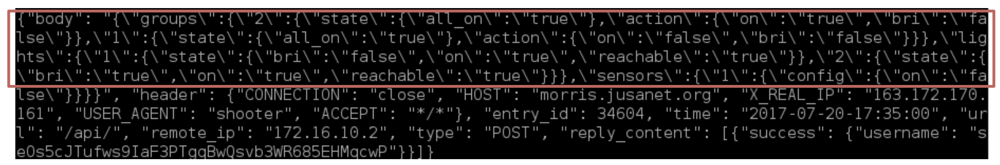 {"body": "{\"groups\":{\"2\":{\"state\":{\"all_on\":\"true\"},\"action\":{\"on\":\"true\",\"bri\":\"fa
lse\"}},\"1\":{\"state\":{\"all_on\":\"true\"},\"action\":{\"on\":\"false\",\"bri\":\"false\"}}},\"lig
hts\":{\"1\":{\"state\":{\"bri\":\"false\",\"on\":\"true\",\"reachable\":\"true\"}},\"2\":{\"state\":{
\"bri\":\"true\",\"on\":\"true\",\"reachable\":\"true\"}}},\"sensors\":{\"1\":{\"config\":{\"on\":\"fa
lse\"}}}}", "header": {"CONNECTION": "close", "HOST": "morris.jusanet.org", "X_REAL_IP": "163.172.170.
161", "USER_AGENT": "shooter", "ACCEPT": "*/*"}, "entry_id": 34604, "time": "2017-07-20-17:35:00", "ur
l": "/api/", "remote_ip": "172.16.10.2", "type": "POST", "reply_content": [{"success": {"username": "s
eOs5cJTufws9IaF3PTgqBwQsvb3WR685EHMqcwP"}}]}